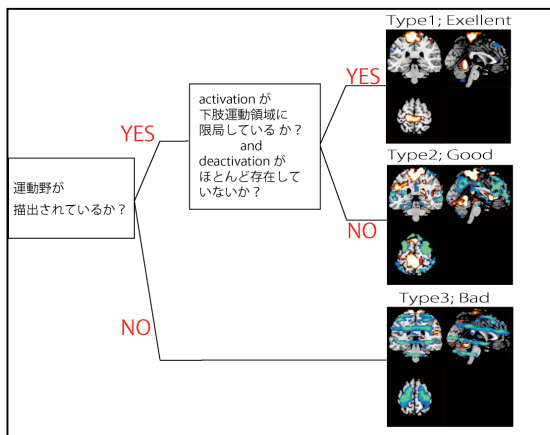 Type1; Exellent
YES
activation が
下肢運動領域に
限局している か？
and
deactivation が
ほとんど存在して
いないか？
YES
Type2; Good
運動野が
描出されているか？
NO
Type3; Bad
NO